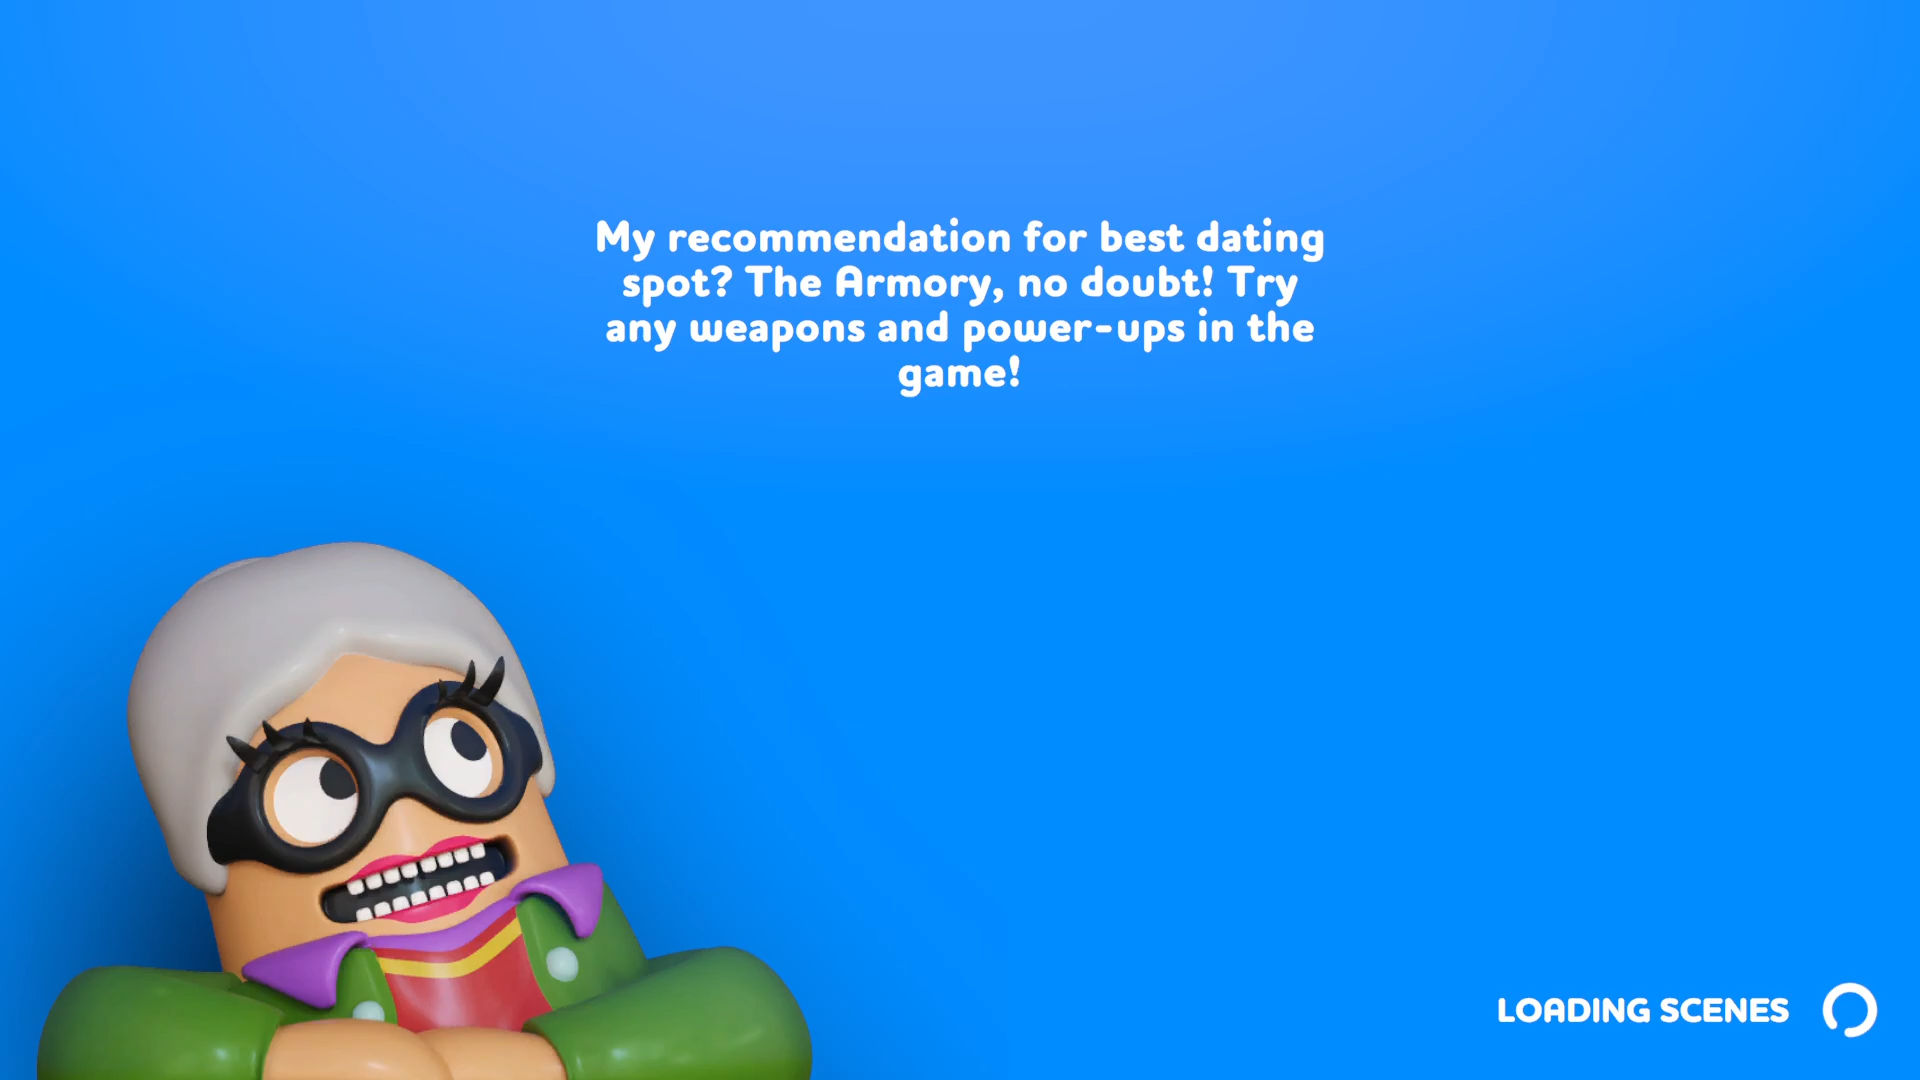 My recommendation for best dating
spot? The Armory, no doubt! Try
any weapons and power-ups in the
game!
LOADING SCENES